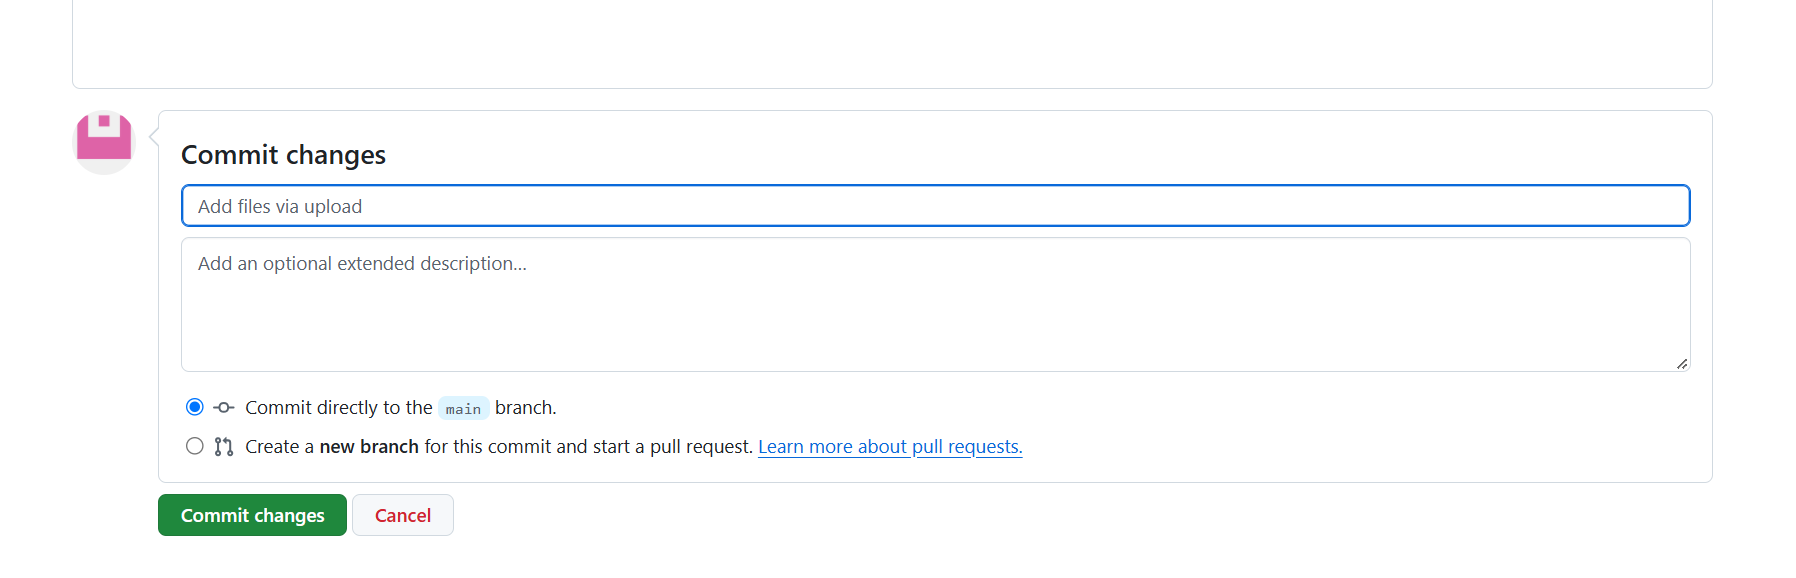 Commit changes
Add files via upload
Add an optional extended description...
Commit directly to the main branch.
Create a new branch for this commit and start a pull request. Learn more about pull requests.
Commit changes
Cancel